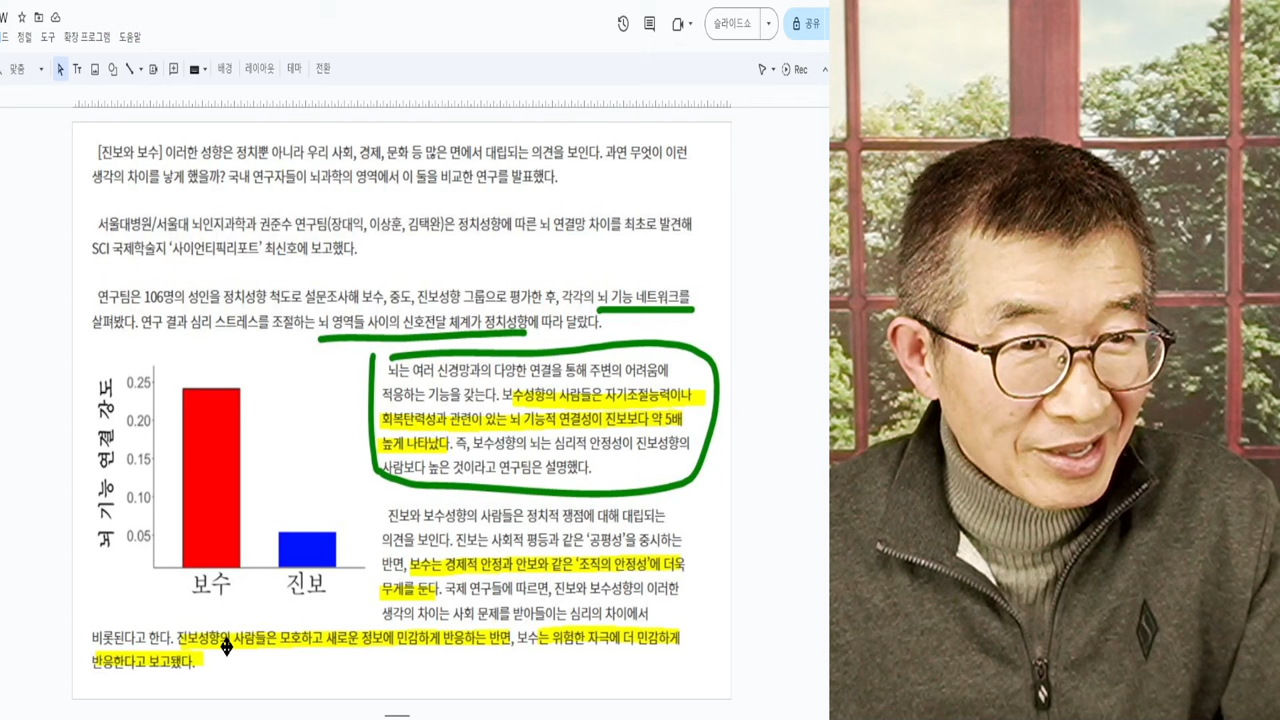 W
슬라이드쇼
공유
드 정렬 도구 확장 프로그램 도움말
맞춤
Tт
배경 레이아웃 테마 전환
Rec
[진보와 보수] 이러한 성향은 정치뿐 아니라 우리 사회, 경제, 문화 등 많은 면에서 대립되는 의견을 보인다. 과연 무엇이 이런
생각의 차이를 낳게 했을까? 국내 연구자들이 뇌과학의 영역에서 이 둘을 비교한 연구를 발표했다.
서울대병원/서울대 뇌인지과학과 권준수 연구팀(장대익, 이상훈, 김택완)은 정치성향에 따른 뇌 연결망 차이를 최초로 발견해
SCI 국제학술지 ‘사이언티픽리포트’ 최신호에 보고했다.
연구팀은 106명의 성인을 정치성향 척도로 설문조사해 보수, 중도, 진보성향 그룹으로 평가한 후, 각각의 뇌 기능 네트워크를
살펴봤다. 연구 결과 심리 스트레스를 조절하는 뇌 영역들 사이의 신호전달 체계가 정치성향에 따라 달랐다.
뇌 기능 연결 강도
0.25
0.20
0.15
0.10
0.05
보수 진보
뇌는 여러 신경망과의 다양한 연결을 통해 주변의 어려움에
적응하는 기능을 갖는다. 보수성향의 사람들은 자기조절능력이나
회복탄력성과 관련이 있는 뇌 기능적 연결성이 진보보다 약 5배
높게 나타났다. 즉, 보수성향의 뇌는 심리적 안정성이 진보성향의
사람보다 높은 것이라고 연구팀은 설명했다.
진보와 보수성향의 사람들은 정치적 쟁점에 대해 대립되는
의견을 보인다. 진보는 사회적 평등과 같은 ‘공평성’을 중시하는
반면, 보수는 경제적 안정과 안보와 같은 ‘조직의 안정성’에 더욱
무게를 둔다. 국제 연구들에 따르면, 진보와 보수성향의 이러한
생각의 차이는 사회 문제를 받아들이는 심리의 차이에서
비롯된다고 한다. 진보성향의 사람들은 모호하고 새로운 정보에 민감하게 반응하는 반면, 보수는 위험한 자극에 더 민감하게
반응한다고 보고됐다.